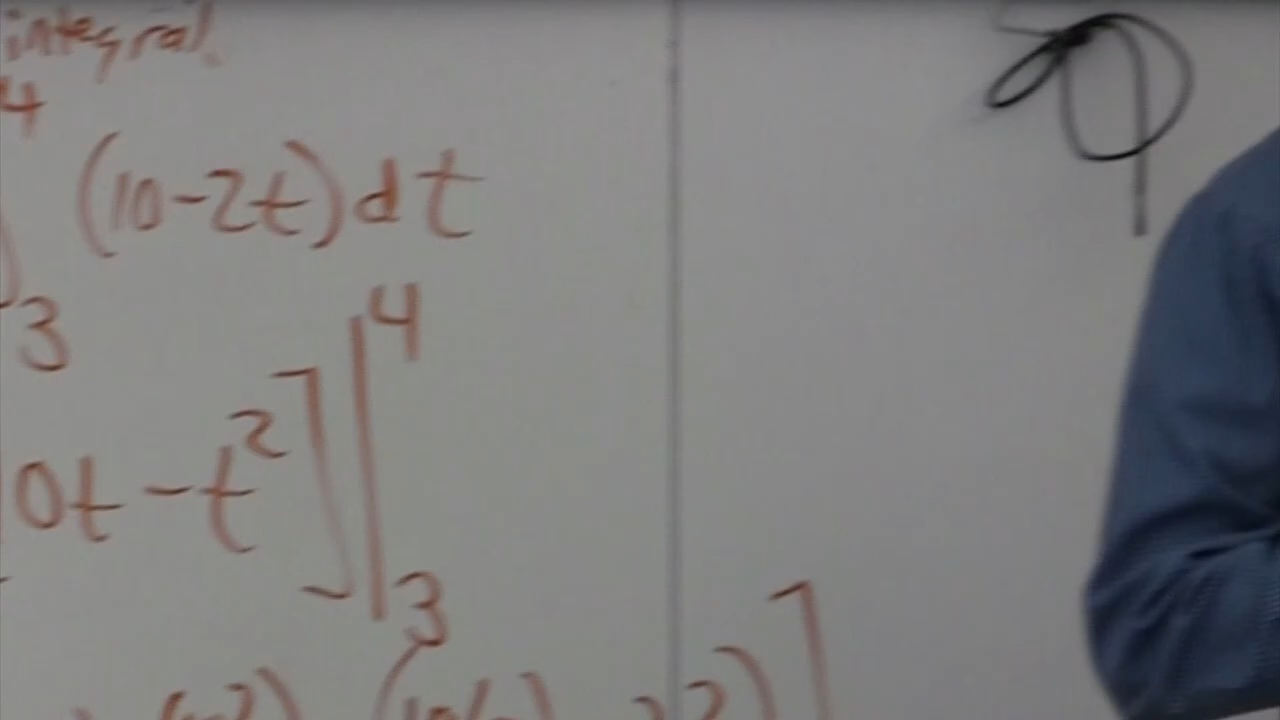 integral
4
(10-2t)dt
3
4
0t - t²]|
3